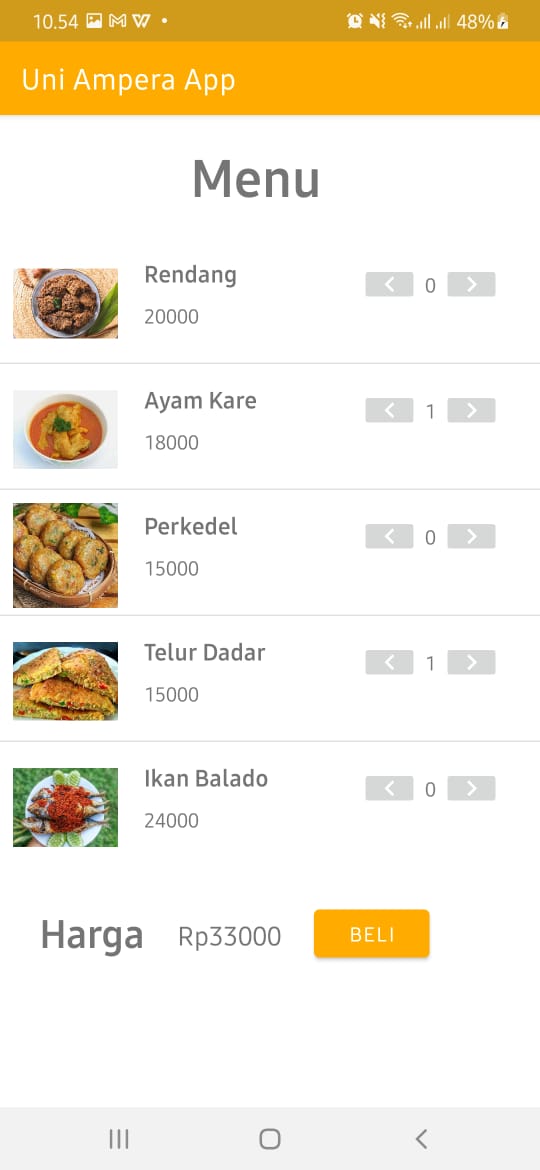 10.54 48%
Uni Ampera App
Menu
Rendang
0
20000
Ayam Kare
1
18000
Perkedel
0
15000
Telur Dadar
1
15000
Ikan Balado
0
24000
Harga Rp33000 BELI